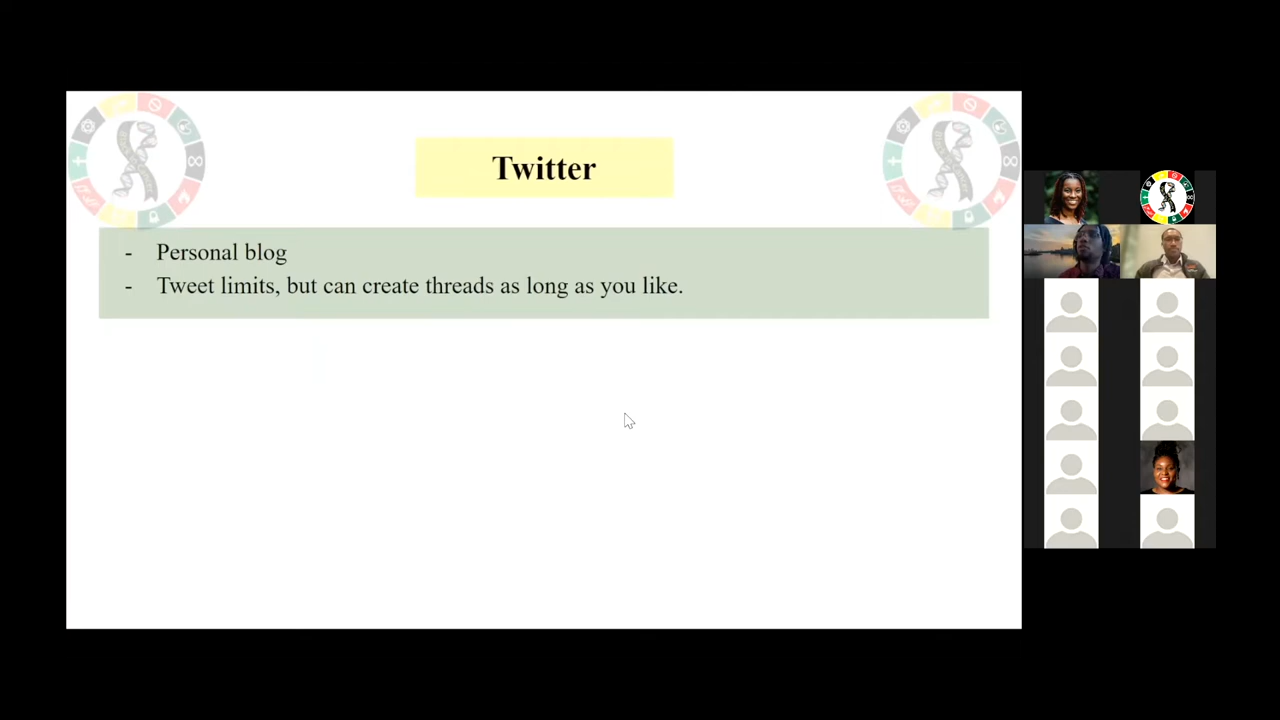 Twitter
- Personal blog
- Tweet limits, but can create threads as long as you like.